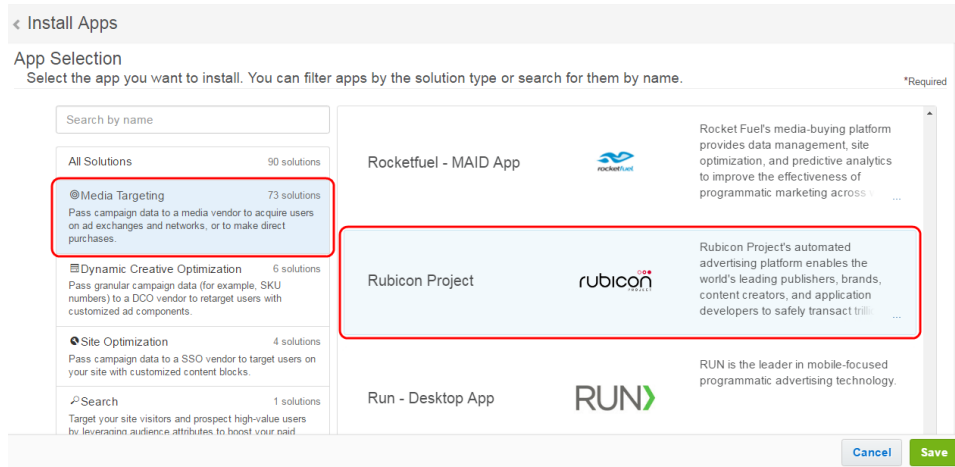 Install Apps
App Selection
Select the app you want to install. You can filter apps by the solution type or search for them by name.
*Required
Search by name
All Solutions 90 solutions
Media Targeting 73 solutions
Pass campaign data to a media vendor to acquire users
on ad exchanges and networks, or to make direct
purchases.
Dynamic Creative Optimization 6 solutions
Pass granular campaign data (for example, SKU
numbers) to a DCO vendor to retarget users with
customized ad components.
Site Optimization 4 solutions
Pass campaign data to a SSO vendor to target users on
your site with customized content blocks.
Search 1 solutions
Target your site visitors and prospect high-value users
by leveraging audience attributes to boost your paid
Rocketfuel - MAID App
rocketfuel
Rocket Fuel's media-buying platform
provides data management, site
optimization, and predictive analytics
to improve the effectiveness of
programmatic marketing across ...
Rubicon Project
rubicon
PROJECT
Rubicon Project's automated
advertising platform enables the
world's leading publishers, brands,
content creators, and application
developers to safely transact ...
Run - Desktop App
RUN
RUN is the leader in mobile-focused
programmatic advertising technology.
Cancel
Save